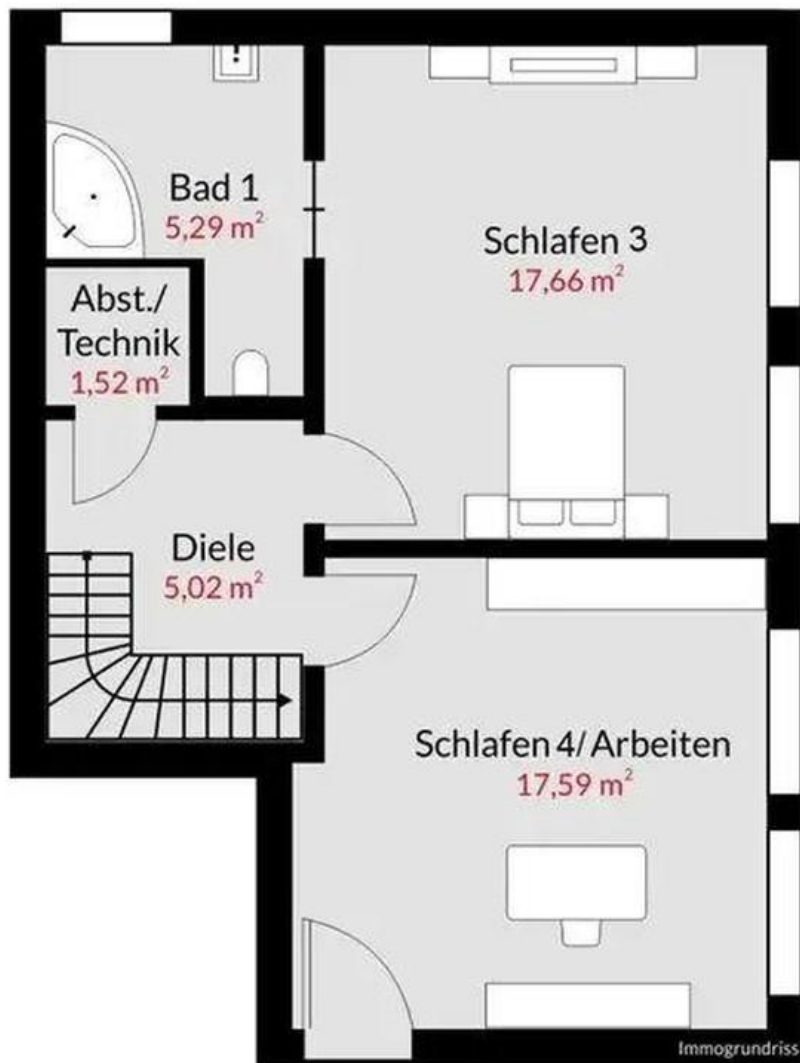 Bad 1
5,29 m²
Schlafen 3
17,66 m²
Abst./
Technik
1,52 m²
Diele
5,02 m²
Schlafen 4/Arbeiten
17,59 m²
Immogrundriss